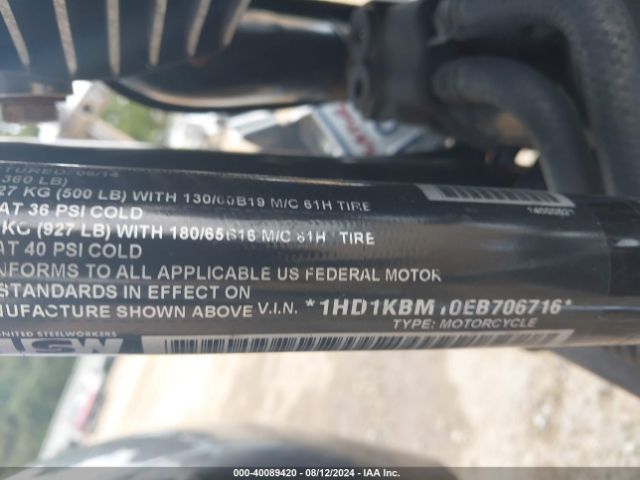 TURED: 06/14
360 LB)
27 KG (500 LB) WITH 130/60B19 M/C 61H TIRE
AT 36 PSI COLD
KG (927 LB) WITH 180/65B16 M/C 81H TIRE
AT 40 PSI COLD
NFORMS TO ALL APPLICABLE US FEDERAL MOTOR
STANDARDS IN EFFECT ON
NUFACTURE SHOWN ABOVE V.I.N. *1HD1KBM 0EB706716*
TYPE: MOTORCYCLE
UNITED STEELWORKERS
USW
000-40089420 - 08/12/2024 - IAA Inc.